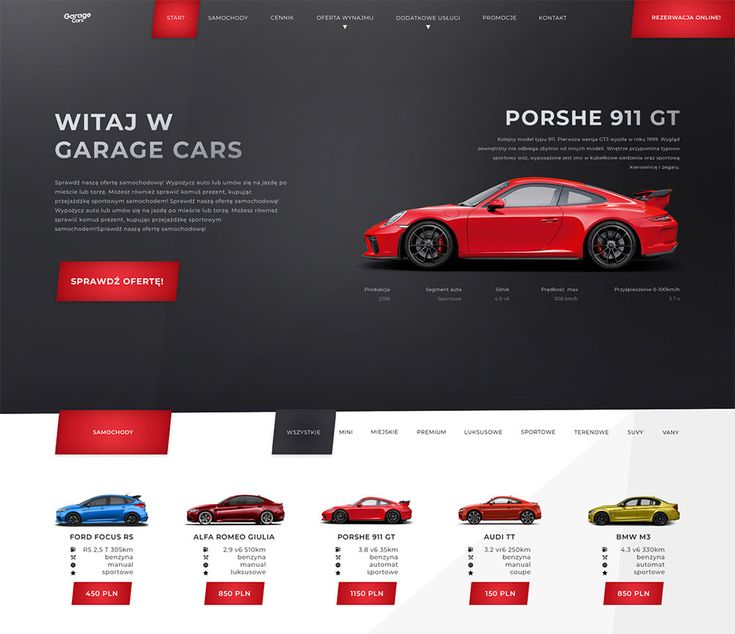 Garage
Cars
START
SAMOCHODY
CENNIK
OFERTA WYNAJMU
DODATKOWE USŁUGI
PROMOCJE
KONTAKT
REZERWACJA ONLINE!
WITAJ W
GARAGE CARS
Sprawdź naszą ofertę samochodową! Wypożycz auto lub umów się na jazdę po
mieście lub torzę. Możesz również sprawić komuś prezent, kupując
przejażdżkę sportowym samochodem! Sprawdź naszą ofertę samochodową!
Wypożycz auto lub umów się na jazdę po mieście lub torzę. Możesz również
sprawić komuś prezent, kupując przejażdżkę sportowym
samochodem!Sprawdź naszą ofertę samochodową!
SPRAWDŹ OFERTĘ!
PORSHE 911 GT
Kolejny model typu 911. Pierwsza wersja GT3 wyszła w roku 1999. Wygląd
zewnętrzny nie odbiega zbytnio od innych modeli. Wnętrze przypomina typowo
sportowy wóz, wyposażone jest ono w kubełkowe siedzenia oraz sportową
kierownicę i zegary.
Produkcja
Segment auta
Silnik
Prędkość max
Przyśpieszenie 0-100km/h
2018
Sportowe
4.0 v6
308 km/h
3.7 s
SAMOCHODY
WSZYSTKIE
MINI
MIEJSKIE
PREMIUM
LUKSUSOWE
SPORTOWE
TERENOWE
SUVY
VANY
FORD FOCUS RS
RS 2,5 T 305km
benzyna
manual
sportowe
450 PLN
ALFA ROMEO GIULIA
2.9 v6 510km
benzyna
manual
luksusowe
850 PLN
PORSHE 911 GT
3.8 v6 35km
benzyna
automat
sportowe
1150 PLN
AUDI TT
3.2 vr6 250km
benzyna
manual
coupe
150 PLN
BMW M3
4.3 v6 330km
benzyna
automat
sportowe
850 PLN